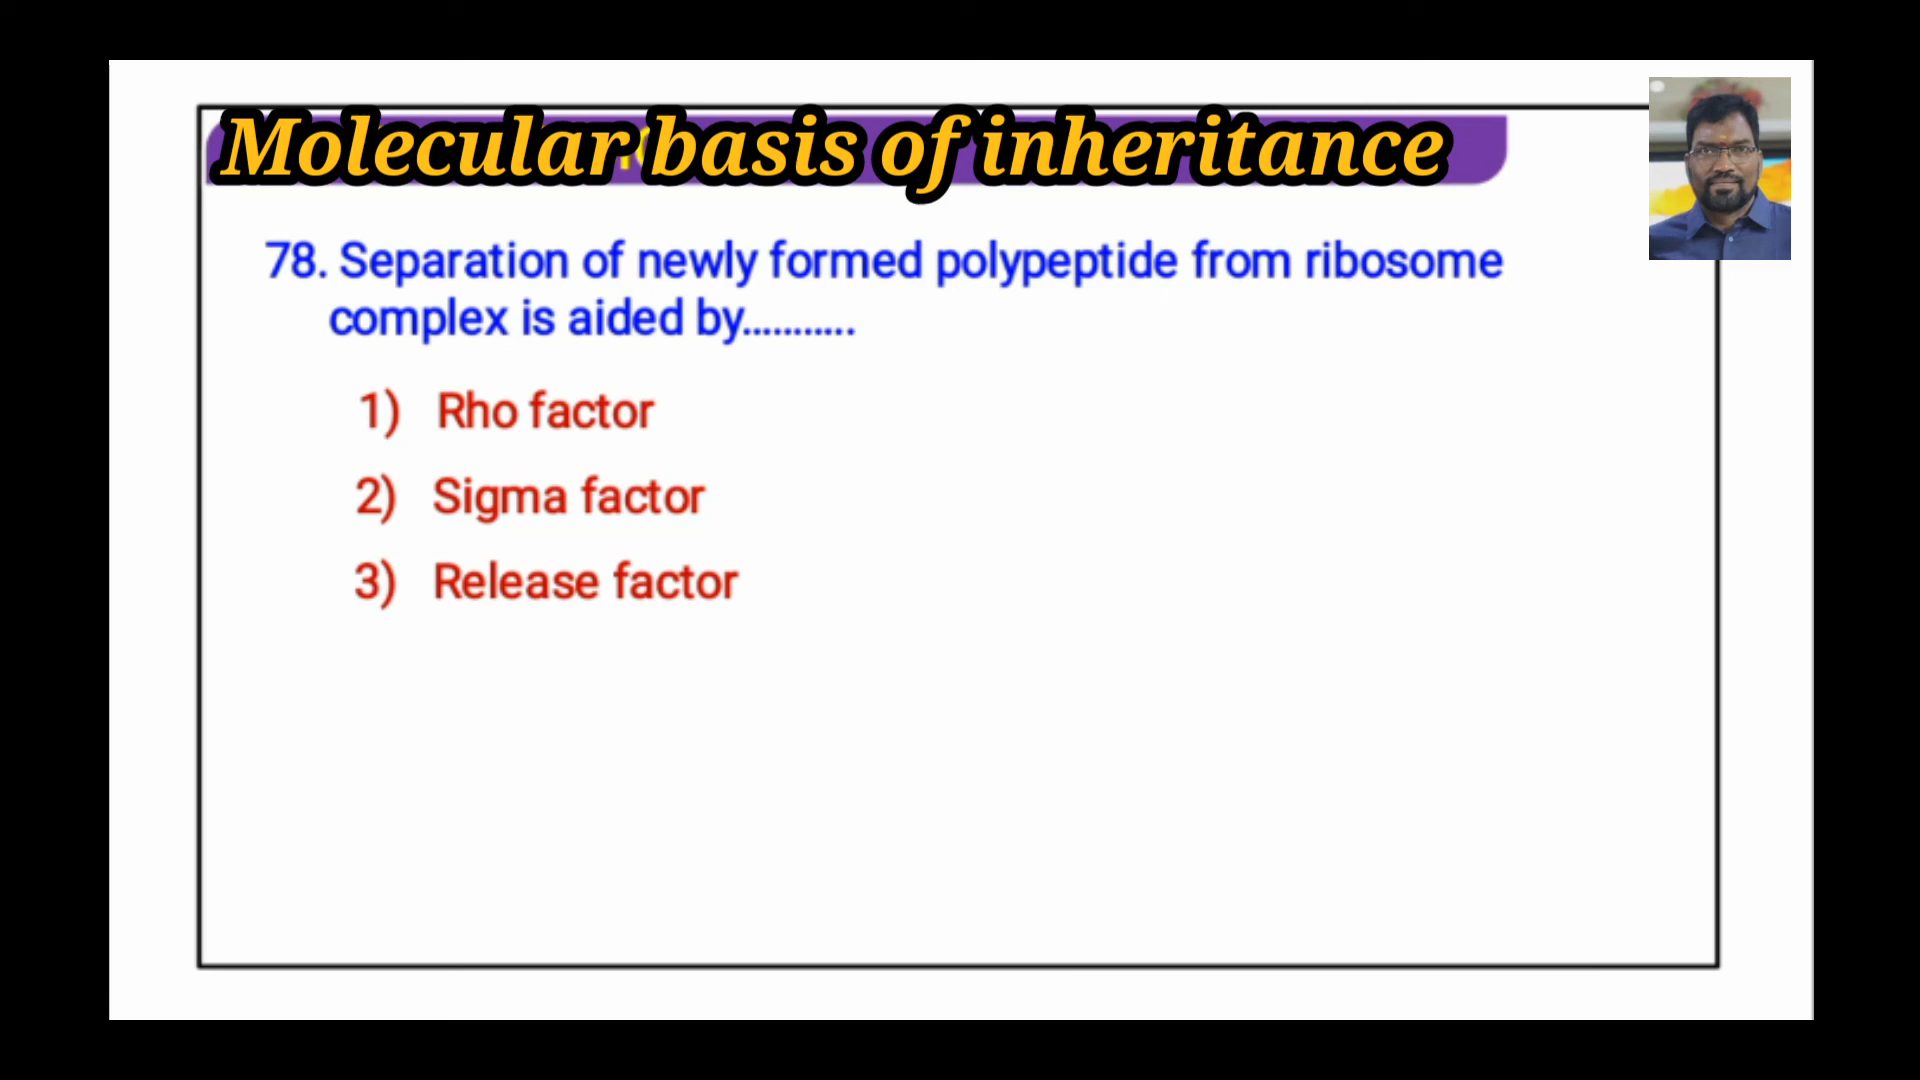 Molecular basis of inheritance
78. Separation of newly formed polypeptide from ribosome
complex is aided by...........
1) Rho factor
2) Sigma factor
3) Release factor